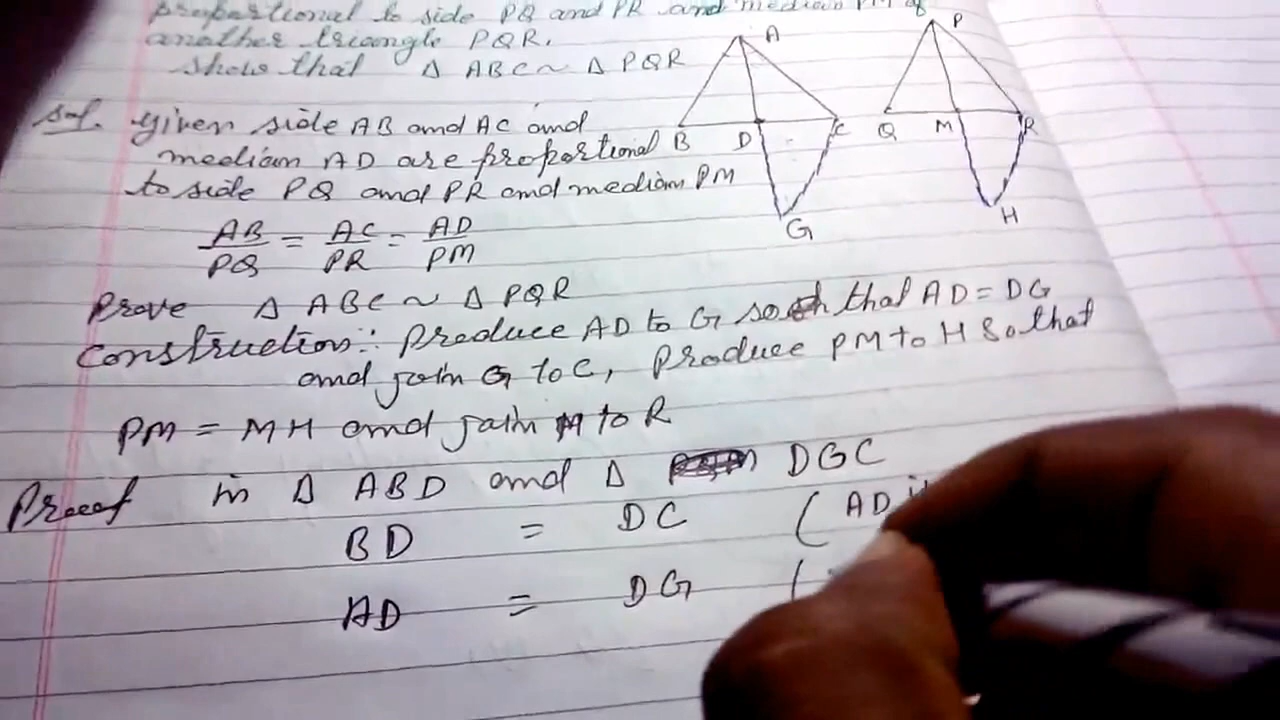 proportional to side PQ and PR and median PM of
another triangle PQR.
show that Δ ABC ~ Δ PQR
Sol. given side AB and AC and
median AD are proportional
to side PQ and PR and median PM
AB/PQ = AC/PR = AD/PM
Prove Δ ABC ~ Δ PQR
Construction:- Produce AD to G so that AD = DG
and join G to C, Produce PM to H So that
PM = MH and join M to R
Proof in Δ ABD and Δ DGC
BD = DC (AD
AD = DG (
A
B
D
C
G
P
Q
M
R
H